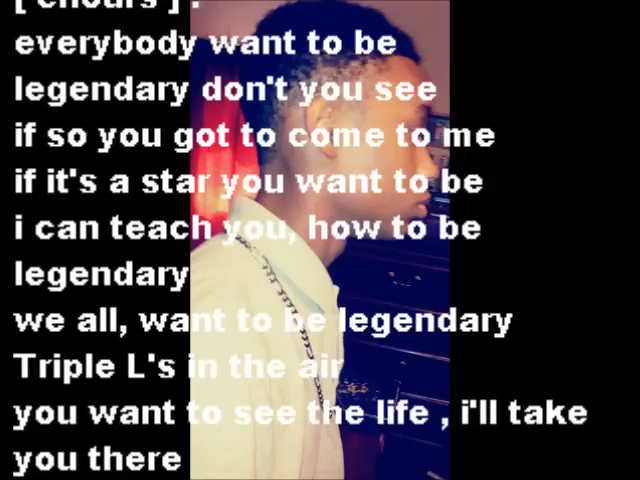 [ chours ] :
everybody want to be
legendary don't you see
if so you got to come to me
if it's a star you want to be
i can teach you, how to be
legendary
we all, want to be legendary
Triple L's in the air
you want to see the life , i'll take
you there